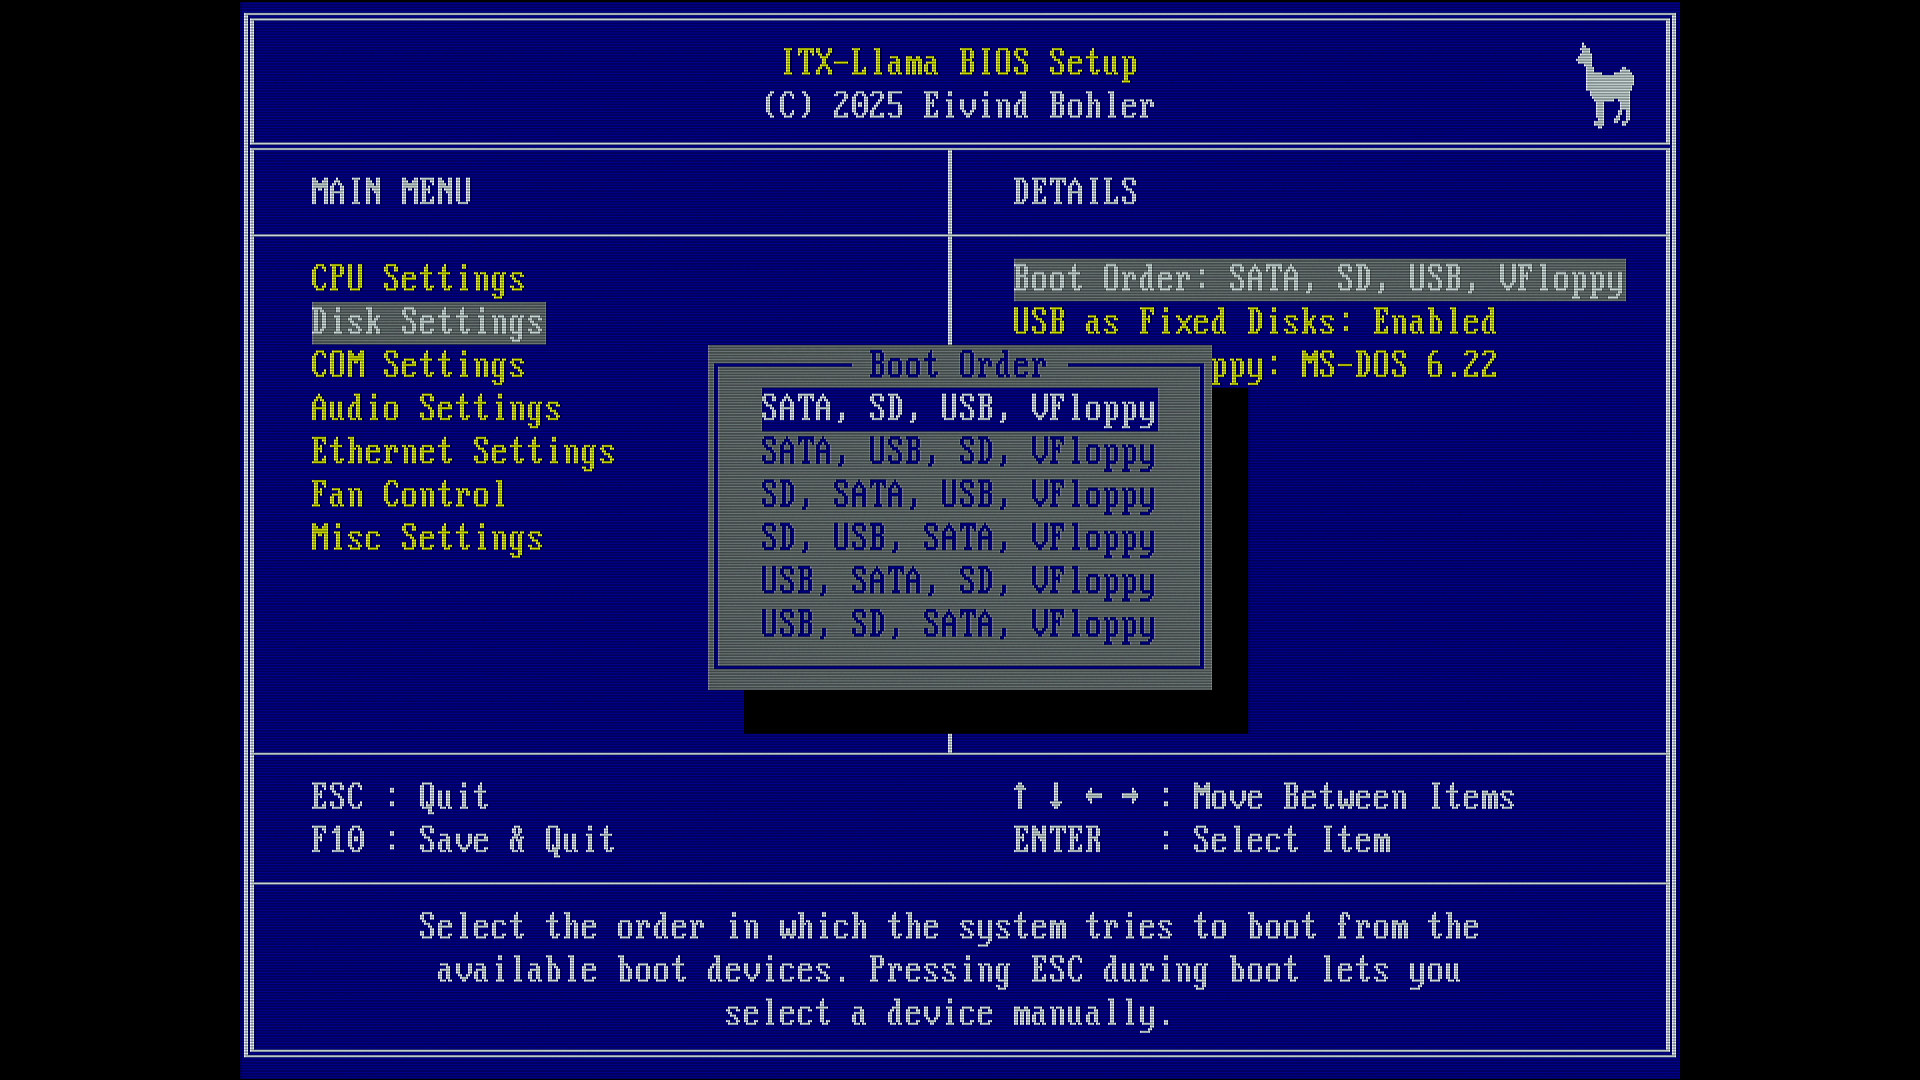 ITX-Llama BIOS Setup
(C) 2025 Eivind Bohler
MAIN MENU
CPU Settings
Disk Settings
COM Settings
Audio Settings
Ethernet Settings
Fan Control
Misc Settings
DETAILS
Boot Order: SATA, SD, USB, VFloppy
USB as Fixed Disks: Enabled
ppy: MS-DOS 6.22
Boot Order
SATA, SD, USB, VFloppy
SATA, USB, SD, VFloppy
SD, SATA, USB, VFloppy
SD, USB, SATA, VFloppy
USB, SATA, SD, VFloppy
USB, SD, SATA, VFloppy
ESC : Quit
F10 : Save & Quit
↑ ↓ ← → : Move Between Items
ENTER : Select Item
Select the order in which the system tries to boot from the
available boot devices. Pressing ESC during boot lets you
select a device manually.